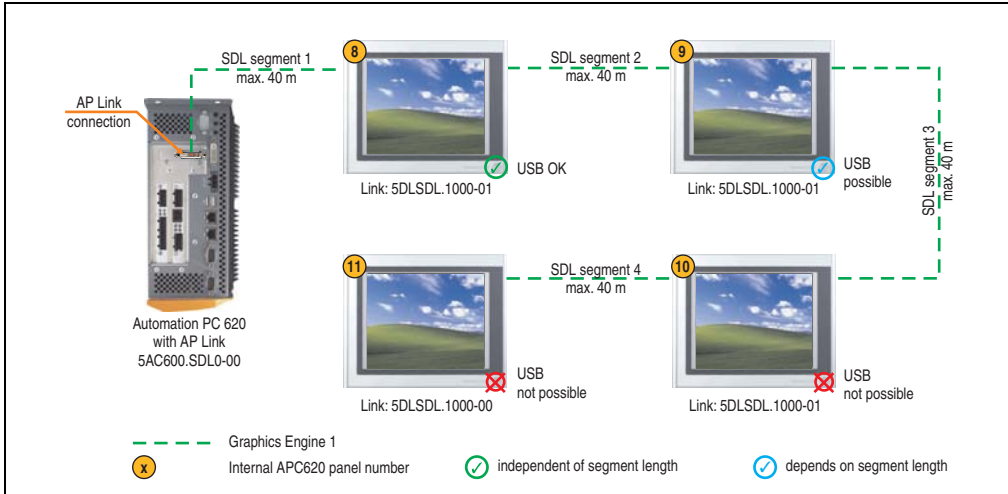 SDL segment 1
max. 40 m
8
SDL segment 2
max. 40 m
9
AP Link
connection
USB OK
Link: 5DLSDL.1000-01
USB
possible
Link: 5DLSDL.1000-01
SDL segment 3
max. 40 m
11
SDL segment 4
max. 40 m
10
Automation PC 620
with AP Link
5AC600.SDL0-00
USB
not possible
Link: 5DLSDL.1000-00
USB
not possible
Link: 5DLSDL.1000-01
Graphics Engine 1
x
Internal APC620 panel number
independent of segment length
depends on segment length